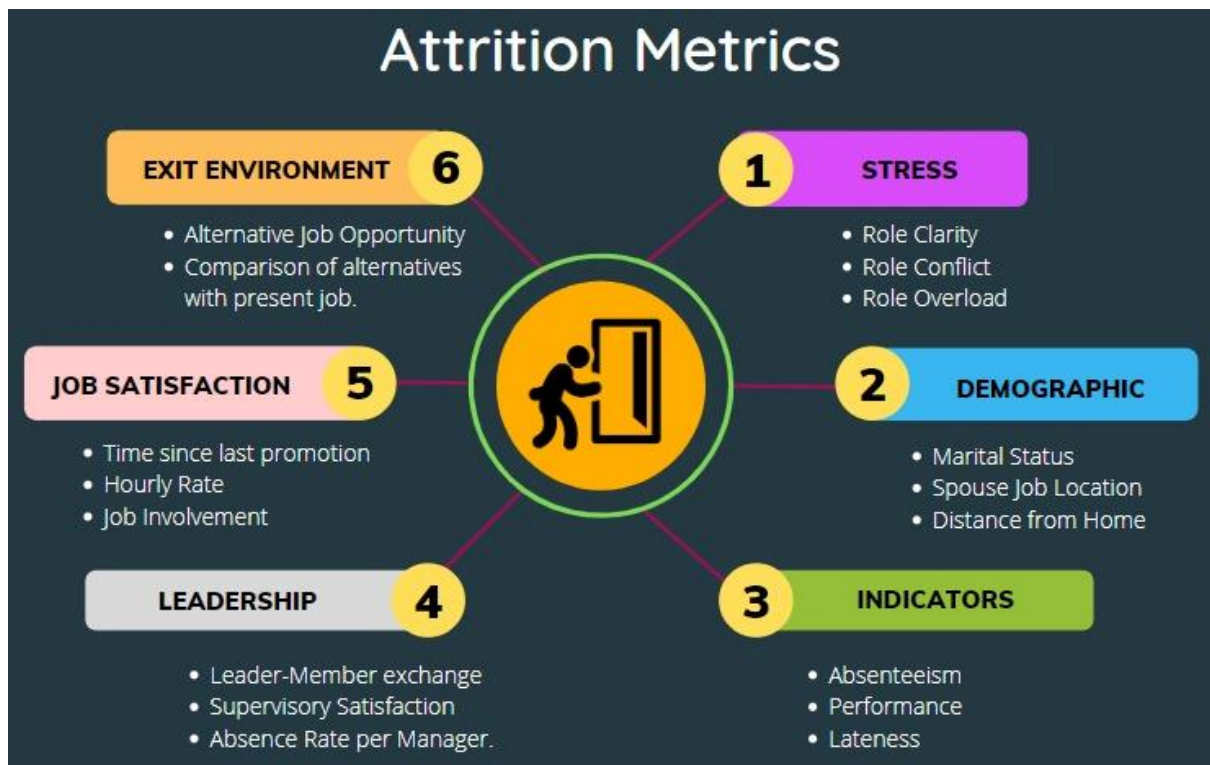 Attrition Metrics
1 STRESS
• Role Clarity
• Role Conflict
• Role Overload
2 DEMOGRAPHIC
• Marital Status
• Spouse Job Location
• Distance from Home
3 INDICATORS
• Absenteeism
• Performance
• Lateness
LEADERSHIP 4
• Leader-Member exchange
• Supervisory Satisfaction
• Absence Rate per Manager.
JOB SATISFACTION 5
• Time since last promotion
• Hourly Rate
• Job Involvement
EXIT ENVIRONMENT 6
• Alternative Job Opportunity
• Comparison of alternatives
with present job.